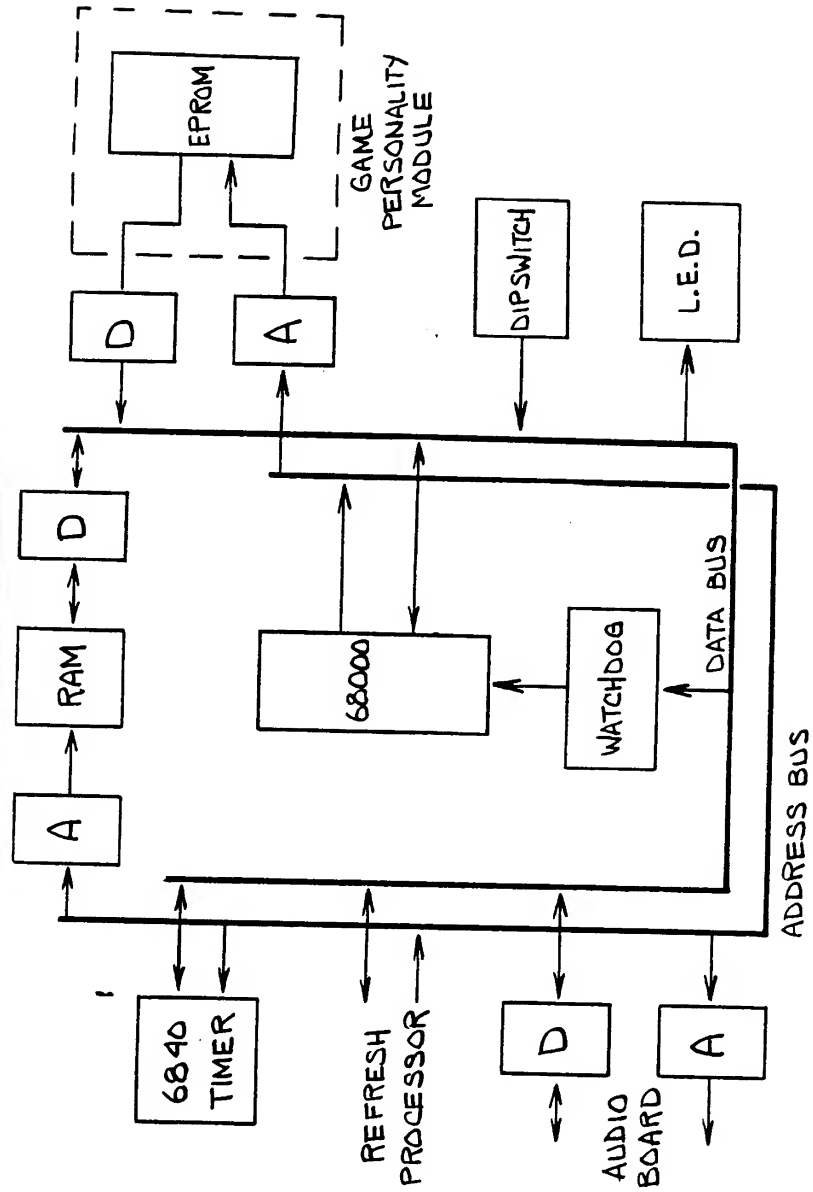 EPROM
GAME
PERSONALITY
MODULE
D
A
DIPSWITCH
L.E.D.
D
RAM
A
68000
WATCHDOG
DATA BUS
ADDRESS BUS
6840
TIMER
REFRESH
PROCESSOR
D
A
AUDIO
BOARD